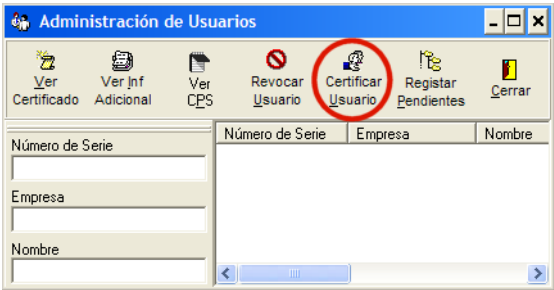 Administración de Usuarios
Ver Certificado
Ver Inf Adicional
Ver CPS
Revocar Usuario
Certificar Usuario
Registar Pendientes
Cerrar
Número de Serie
Empresa
Nombre
Número de Serie Empresa Nombre